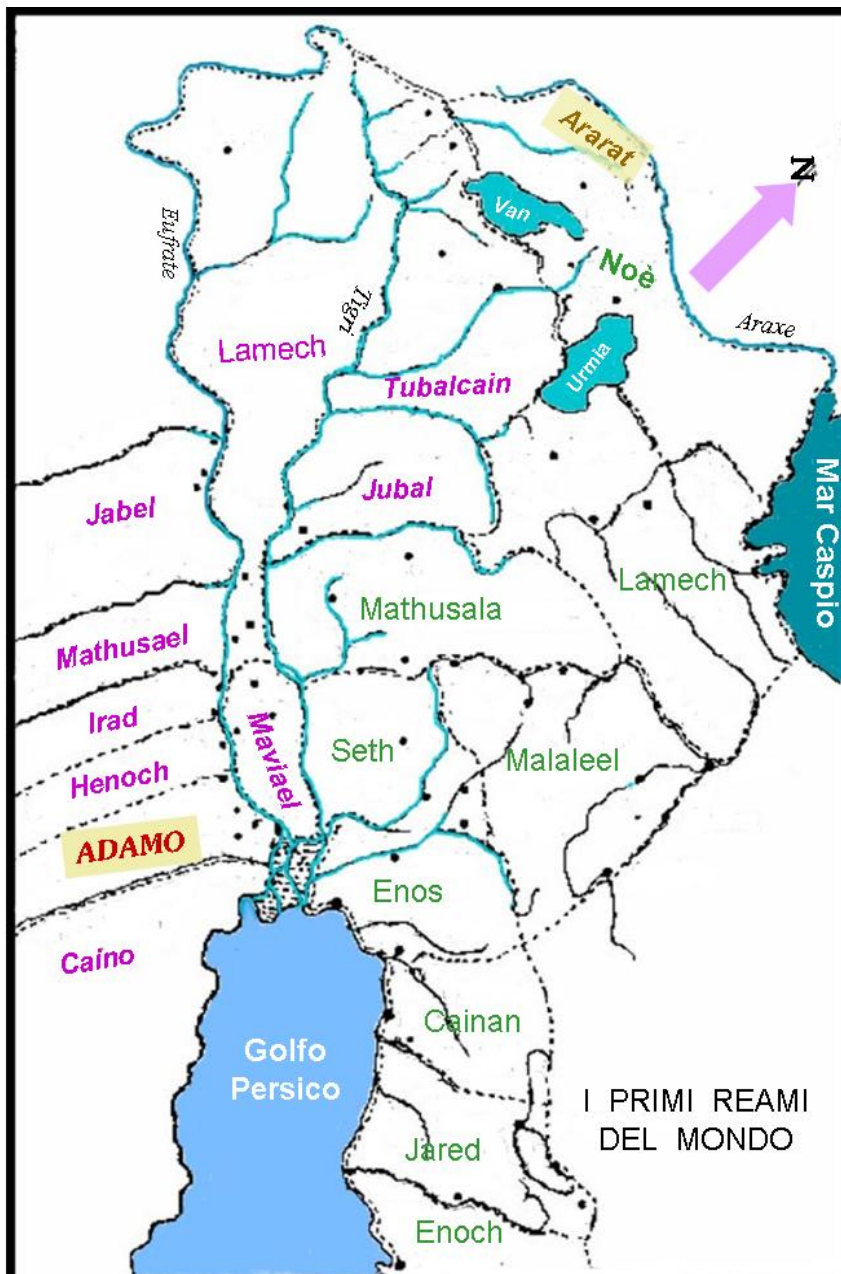 Ararat
N
Van
Eufrate
Noè
Tigri
Araxe
Lamech
Urmia
Tubalcain
Jabel
Jubal
Mar Caspio
Lamech
Mathusala
Mathusael
Irad
Maviael
Seth
Malaleel
Henoch
ADAMO
Enos
Caino
Cainan
Golfo
Persico
I PRIMI REAMI
DEL MONDO
Jared
Enoch